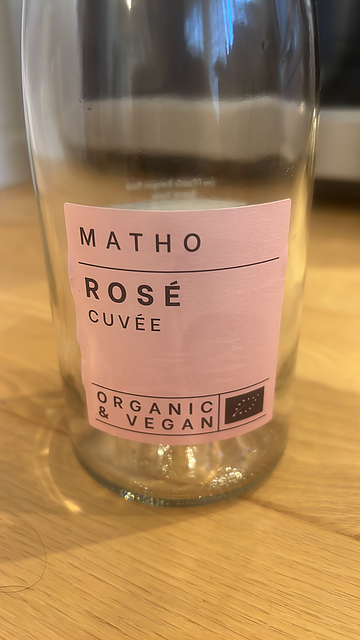 MATHO
ROSÉ
CUVÉE
ORGANIC
& VEGAN